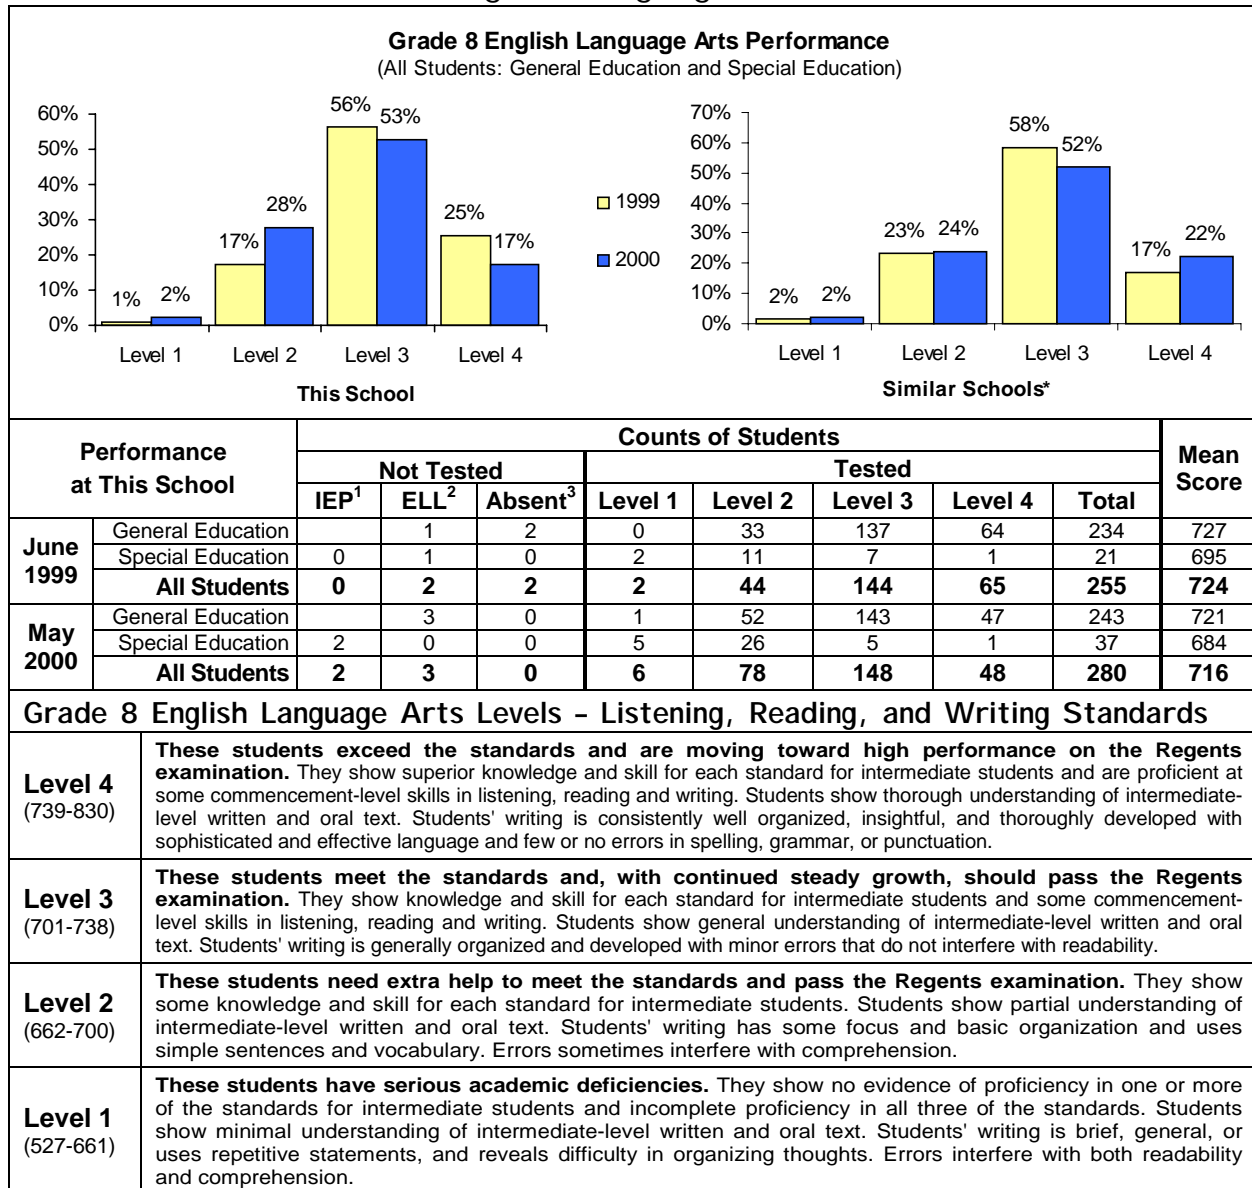 Grade 8 English Language Arts Performance
(All Students: General Education and Special Education)
60%
50%
40%
30%
20%
10%
0%
1%
2%
17%
28%
56%
53%
25%
17%
Level 1
Level 2
Level 3
Level 4
This School
1999
2000
70%
60%
50%
40%
30%
20%
10%
0%
2%
2%
23%
24%
58%
52%
17%
22%
Level 1
Level 2
Level 3
Level 4
Similar Schools*
Performance at This School
Counts of Students
Mean Score
Not Tested
Tested
IEP1 ELL2 Absent3 Level 1 Level 2 Level 3 Level 4 Total
June 1999
General Education 1 2 0 33 137 64 234 727
Special Education 0 1 0 2 11 7 1 21 695
All Students 0 2 2 2 44 144 65 255 724
May 2000
General Education 3 0 1 52 143 47 243 721
Special Education 2 0 0 5 26 5 1 37 684
All Students 2 3 0 6 78 148 48 280 716
Grade 8 English Language Arts Levels – Listening, Reading, and Writing Standards
Level 4
(739-830)
These students exceed the standards and are moving toward high performance on the Regents
examination. They show superior knowledge and skill for each standard for intermediate students and are proficient at
some commencement-level skills in listening, reading and writing. Students show thorough understanding of intermediate-
level written and oral text. Students' writing is consistently well organized, insightful, and thoroughly developed with
sophisticated and effective language and few or no errors in spelling, grammar, or punctuation.
Level 3
(701-738)
These students meet the standards and, with continued steady growth, should pass the Regents
examination. They show knowledge and skill for each standard for intermediate students and some commencement-
level skills in listening, reading and writing. Students show general understanding of intermediate-level written and oral
text. Students' writing is generally organized and developed with minor errors that do not interfere with readability.
Level 2
(662-700)
These students need extra help to meet the standards and pass the Regents examination. They show
some knowledge and skill for each standard for intermediate students. Students show partial understanding of
intermediate-level written and oral text. Students' writing has some focus and basic organization and uses
simple sentences and vocabulary. Errors sometimes interfere with comprehension.
Level 1
(527-661)
These students have serious academic deficiencies. They show no evidence of proficiency in one or more
of the standards for intermediate students and incomplete proficiency in all three of the standards. Students
show minimal understanding of intermediate-level written and oral text. Students' writing is brief, general, or
uses repetitive statements, and reveals difficulty in organizing thoughts. Errors interfere with both readability
and comprehension.